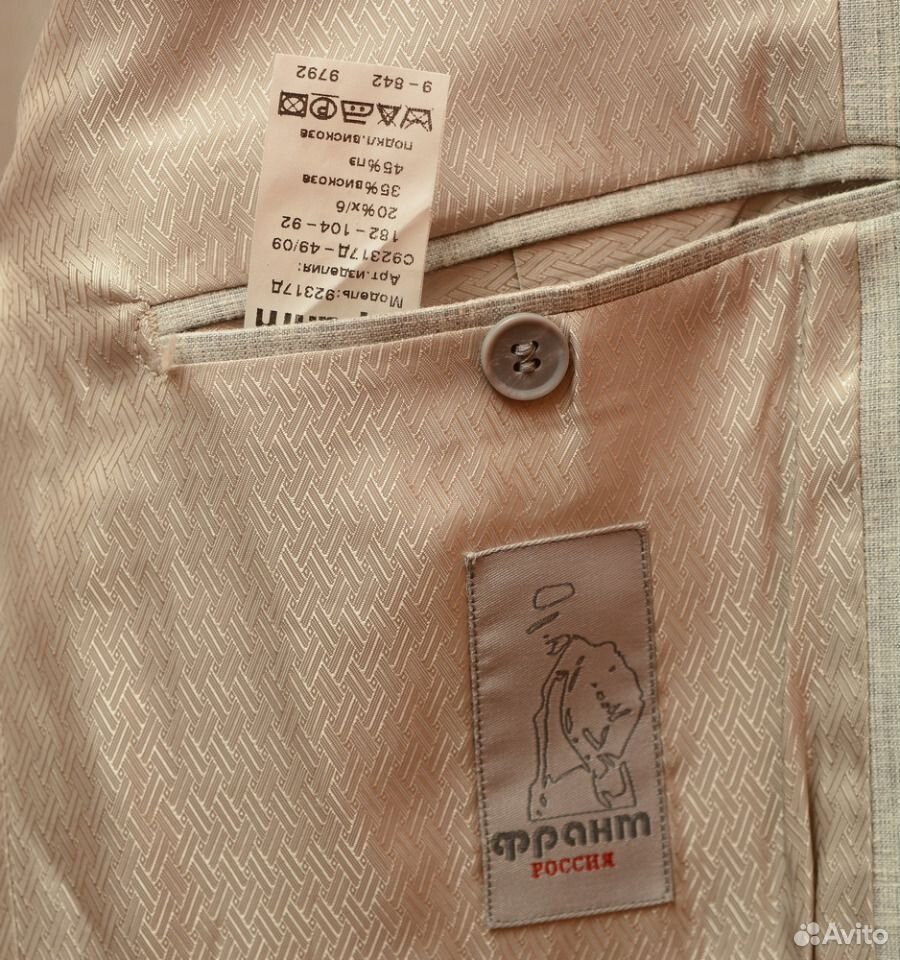 франт
Модель:92317Д
Арт.изделия:
С92317Д-49/09
182-104-92
20%х/б
35%вискоза
45%пэ
подкл.вискоза
9-842 9792
франт
РОССИЯ
Avito